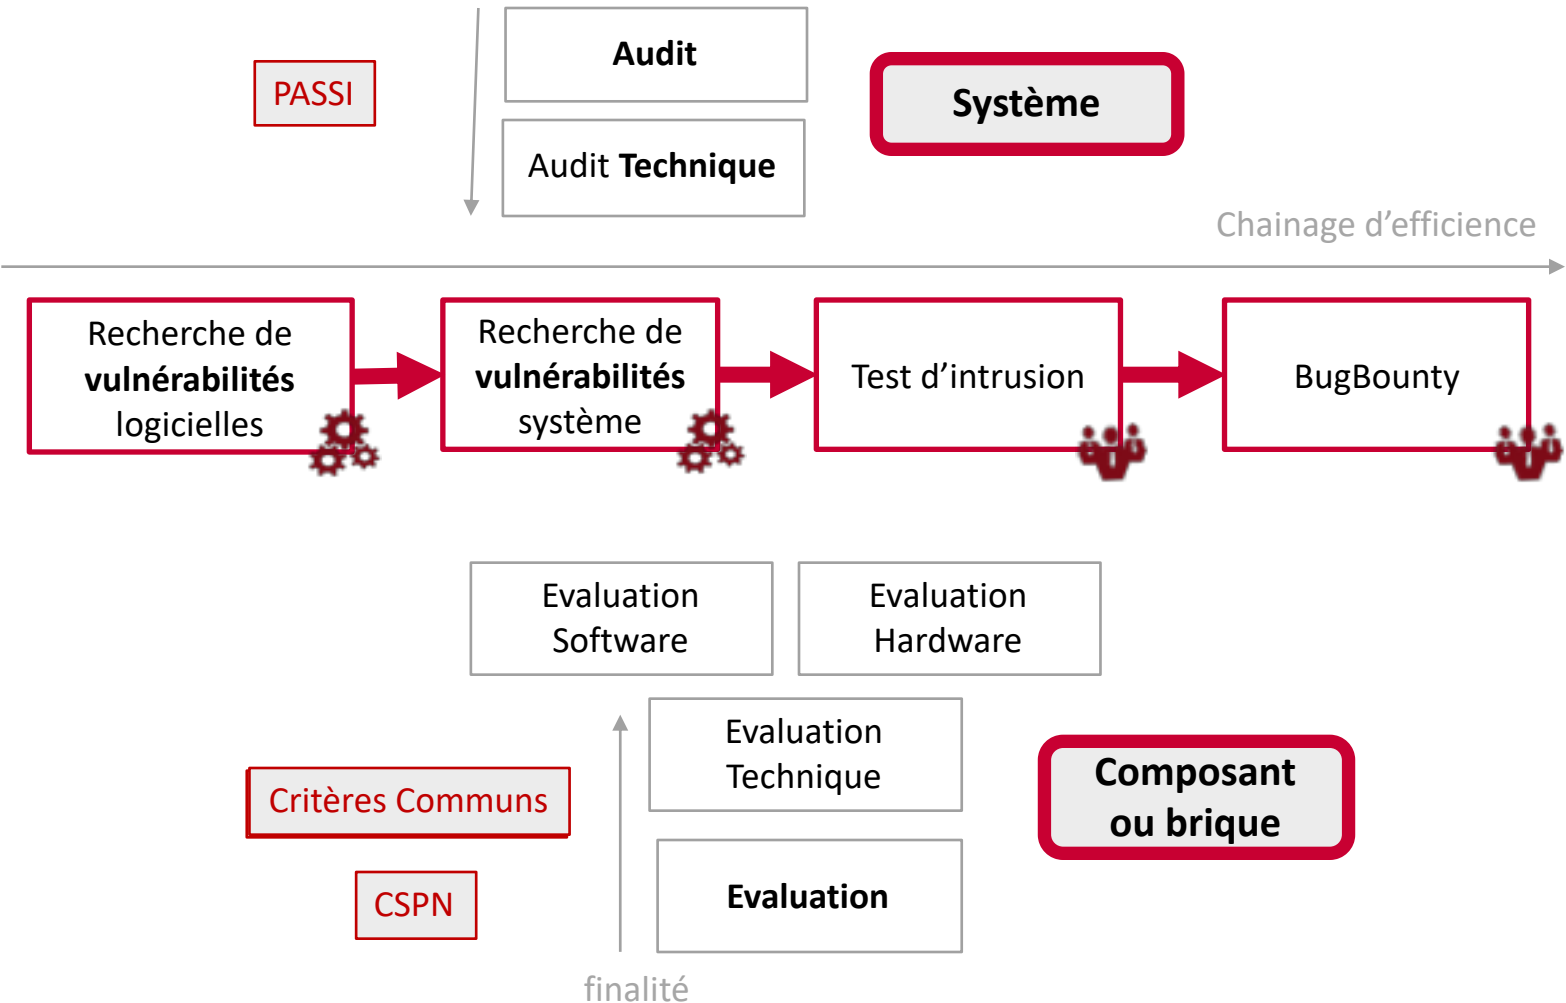 Audit
PASSI
Système
Audit Technique
Chainage d’efficience
Recherche de
vulnérabilités
logicielles
Recherche de
vulnérabilités
système
Test d’intrusion
BugBounty
Evaluation
Software
Evaluation
Hardware
Evaluation
Technique
Critères Communs
Composant
ou brique
CSPN
Evaluation
finalité